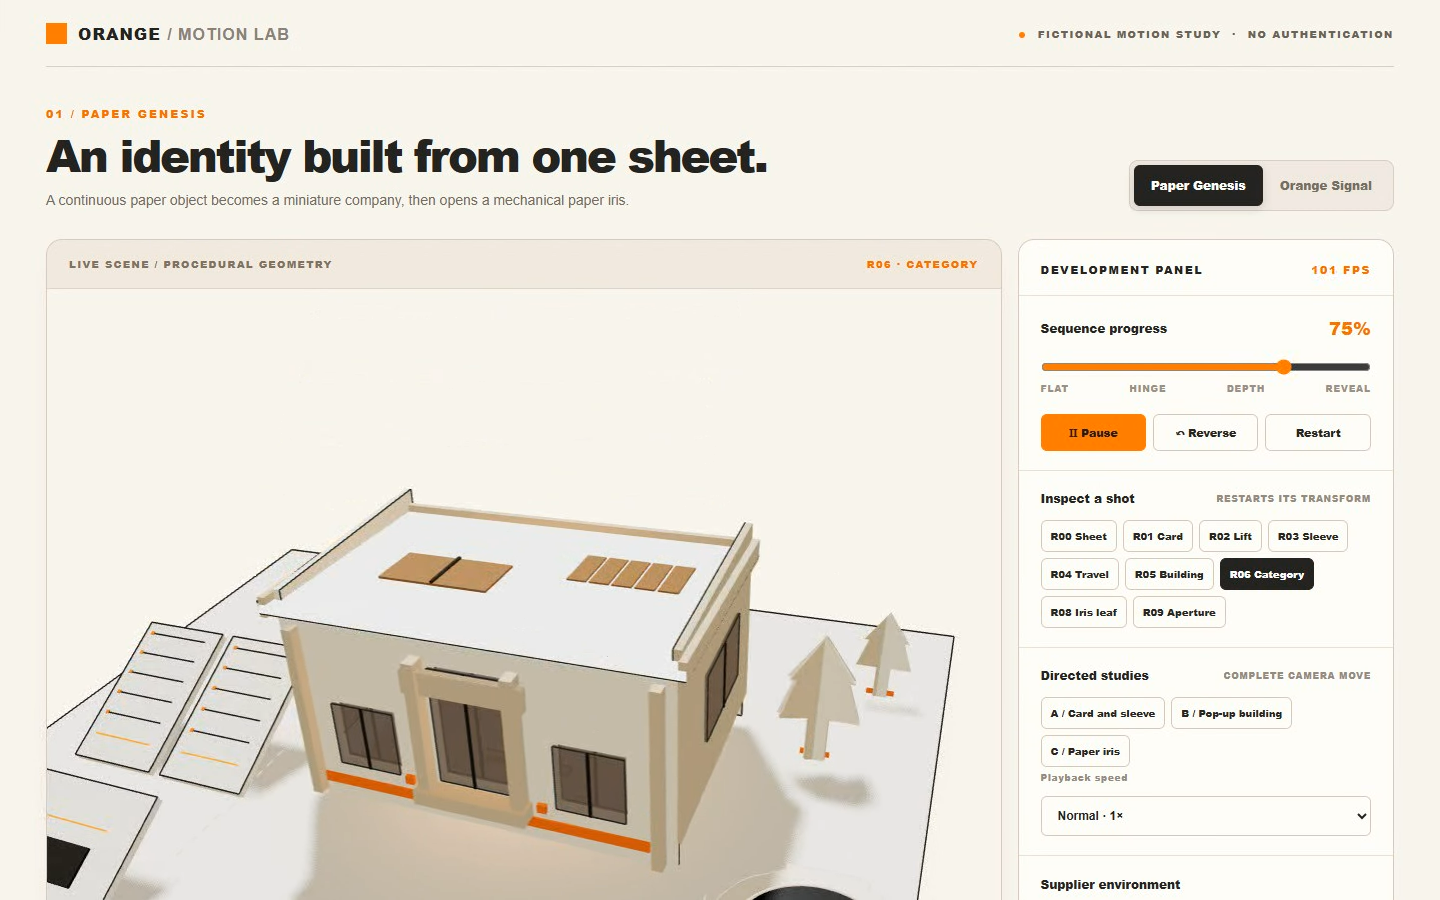 ORANGE / MOTION LAB
FICTIONAL MOTION STUDY · NO AUTHENTICATION
01 / PAPER GENESIS
An identity built from one sheet.
A continuous paper object becomes a miniature company, then opens a mechanical paper iris.
Paper Genesis
Orange Signal
LIVE SCENE / PROCEDURAL GEOMETRY
R06 · CATEGORY
DEVELOPMENT PANEL
101 FPS
Sequence progress
75%
FLAT HINGE DEPTH REVEAL
Pause
Reverse
Restart
Inspect a shot
RESTARTS ITS TRANSFORM
R00 Sheet
R01 Card
R02 Lift
R03 Sleeve
R04 Travel
R05 Building
R06 Category
R08 Iris leaf
R09 Aperture
Directed studies
COMPLETE CAMERA MOVE
A / Card and sleeve
B / Pop-up building
C / Paper iris
Playback speed
Normal · 1×
Supplier environment